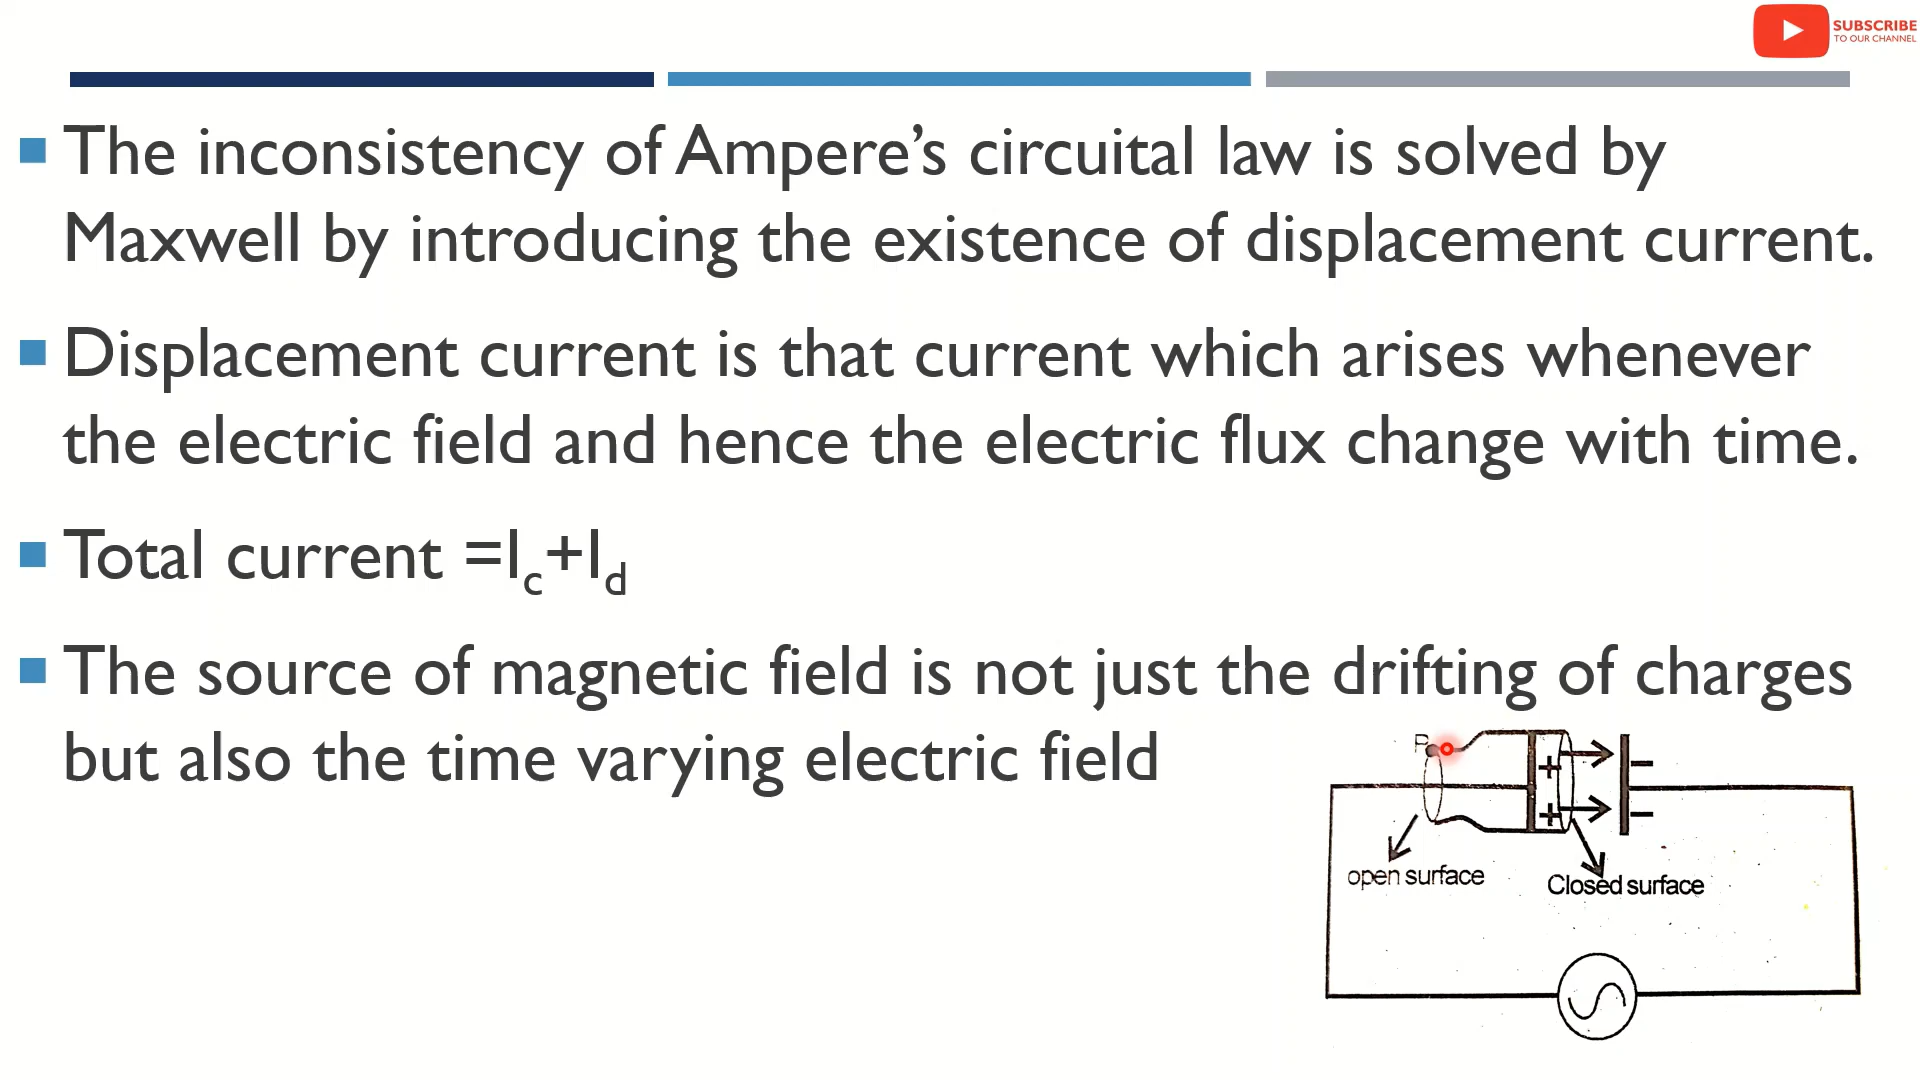 SUBSCRIBE
TO OUR CHANNEL
The inconsistency of Ampere’s circuital law is solved by
Maxwell by introducing the existence of displacement current.
Displacement current is that current which arises whenever
the electric field and hence the electric flux change with time.
Total current =Ic+Id
The source of magnetic field is not just the drifting of charges
but also the time varying electric field
P
+
+
open surface
Closed surface